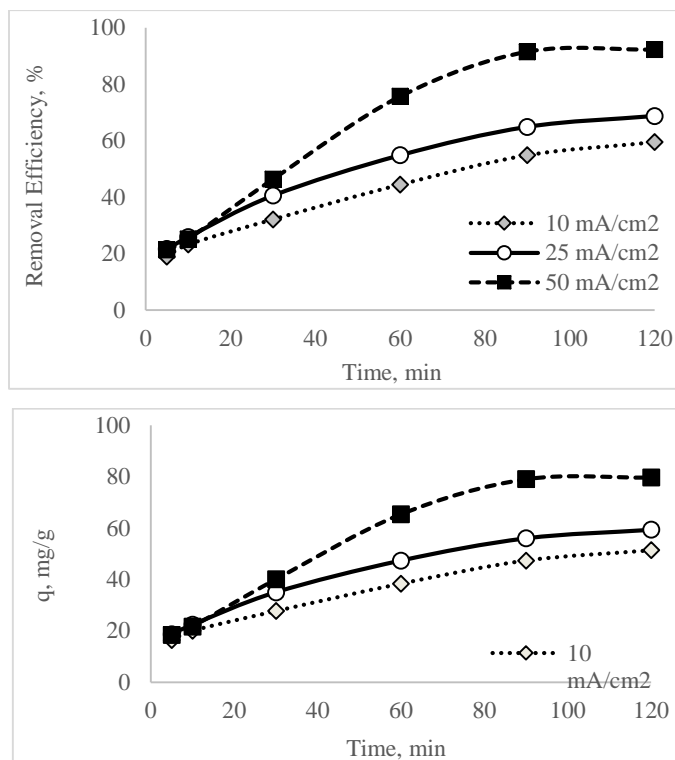 100
80
60
40
20
0
Removal Efficiency, %
10 mA/cm2
25 mA/cm2
50 mA/cm2
0 20 40 60 80 100 120
Time, min
100
80
60
40
20
0
q, mg/g
10
mA/cm2
0 20 40 60 80 100 120
Time, min